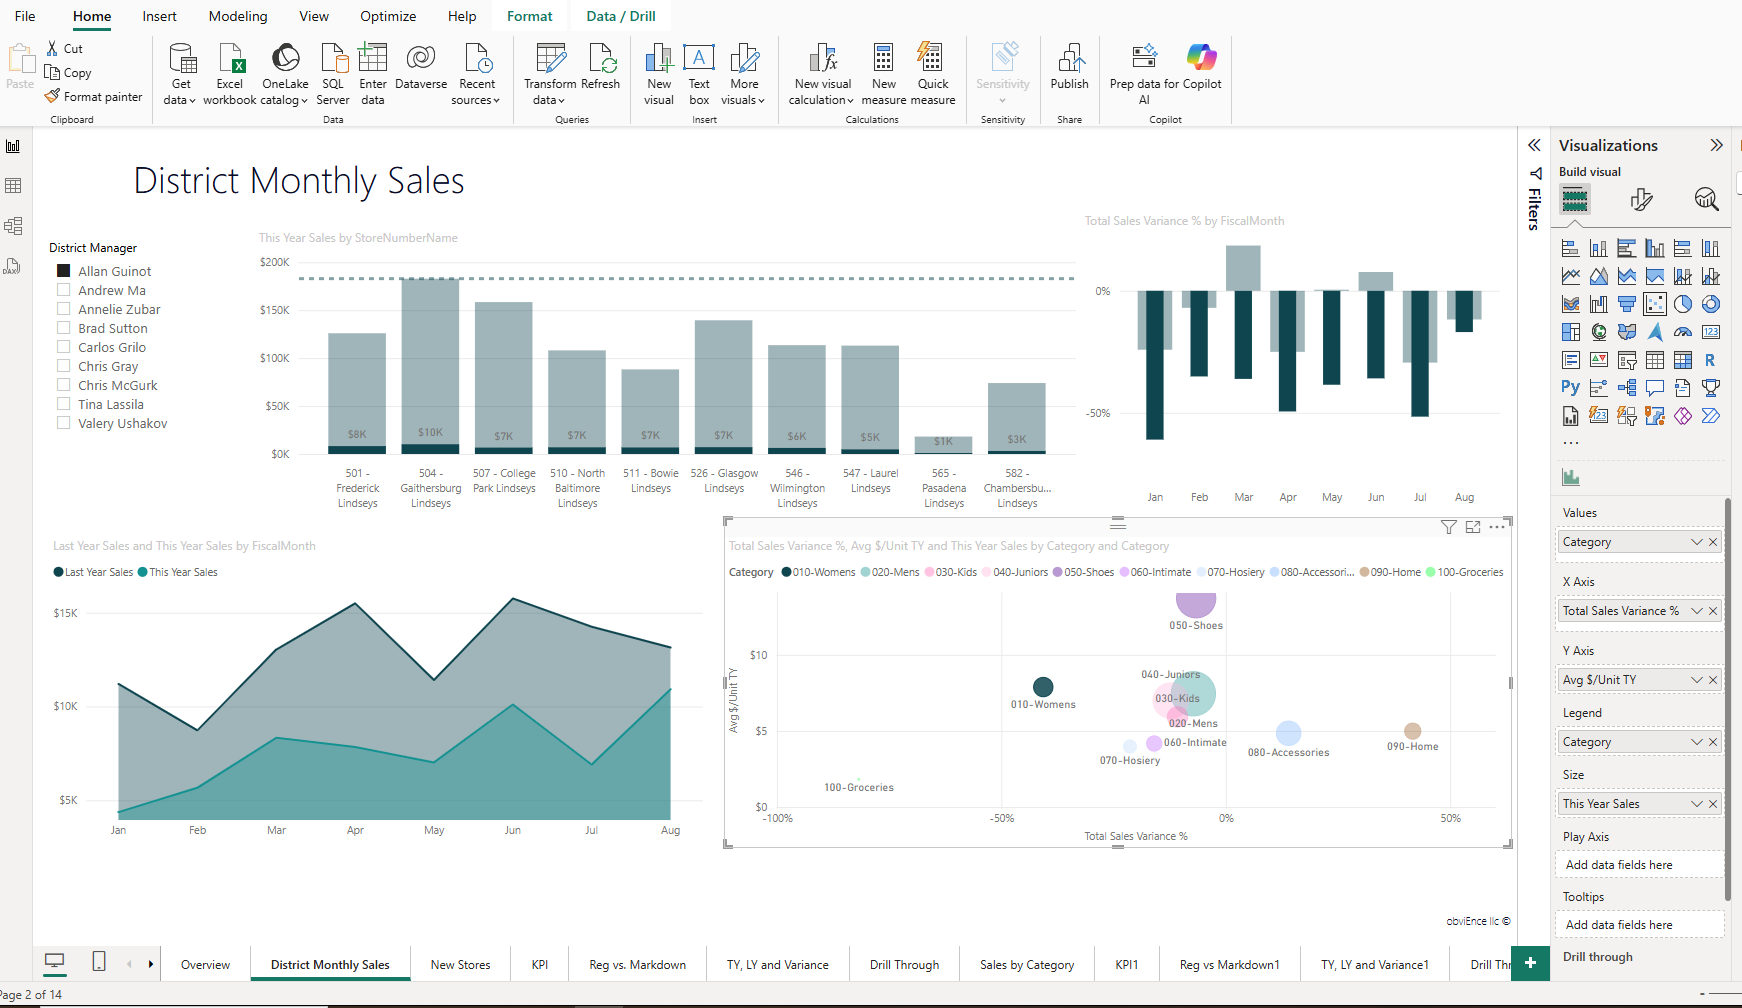 File Home Insert Modeling View Optimize Help Format Data / Drill
Paste
Cut
Copy
Format painter
Clipboard
Get data
Excel workbook
OneLake catalog
SQL Server
Enter data
Dataverse
Recent sources
Data
Transform data
Refresh
Queries
New visual
Text box
More visuals
Insert
New visual calculation
New measure
Quick measure
Calculations
Sensitivity
Sensitivity
Publish
Share
Prep data for AI
Copilot
Copilot
District Monthly Sales
District Manager
Allan Guinot
Andrew Ma
Annelie Zubar
Brad Sutton
Carlos Grilo
Chris Gray
Chris McGurk
Tina Lassila
Valery Ushakov
This Year Sales by StoreNumberName
$200K
$150K
$100K
$50K
$0K
$8K $10K $7K $7K $7K $7K $6K $5K $1K $3K
501 - Frederick Lindseys
504 - Gaithersburg Lindseys
507 - College Park Lindseys
510 - North Baltimore Lindseys
511 - Bowie Lindseys
526 - Glasgow Lindseys
546 - Wilmington Lindseys
547 - Laurel Lindseys
565 - Pasadena Lindseys
582 - Chambersbu... Lindseys
Total Sales Variance % by FiscalMonth
0%
-50%
Jan Feb Mar Apr May Jun Jul Aug
Last Year Sales and This Year Sales by FiscalMonth
Last Year Sales This Year Sales
$15K
$10K
$5K
Jan Feb Mar Apr May Jun Jul Aug
Total Sales Variance %, Avg $/Unit TY and This Year Sales by Category and Category
Category 010-Womens 020-Mens 030-Kids 040-Juniors 050-Shoes 060-Intimate 070-Hosiery 080-Accessori... 090-Home 100-Groceries
Avg $/Unit TY
$10
$5
$0
050-Shoes
040-Juniors
030-Kids
010-Womens
020-Mens
060-Intimate
070-Hosiery
080-Accessories
090-Home
100-Groceries
-100% -50% 0% 50%
Total Sales Variance %
obviEnce llc ©
Filters
Visualizations
Build visual
123
R
Py
Values
Category
X Axis
Total Sales Variance %
Y Axis
Avg $/Unit TY
Legend
Category
Size
This Year Sales
Play Axis
Add data fields here
Tooltips
Add data fields here
Drill through
Overview
District Monthly Sales
New Stores
KPI
Reg vs. Markdown
TY, LY and Variance
Drill Through
Sales by Category
KPI1
Reg vs Markdown1
TY, LY and Variance1
Drill Thr
Page 2 of 14